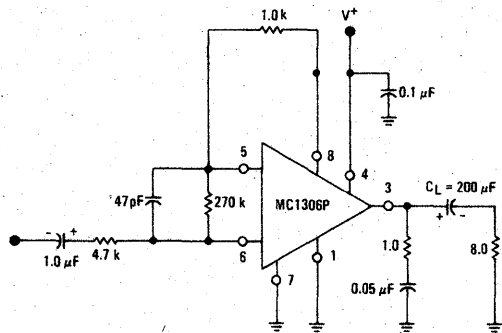 1.0 k
V+
0.1 µF
5
8
4
47pF
270 k
MC1306P
3
CL = 200 µF
+
-
-
+
1.0 µF
4.7 k
6
7
1
1.0
0.05 µF
8.0